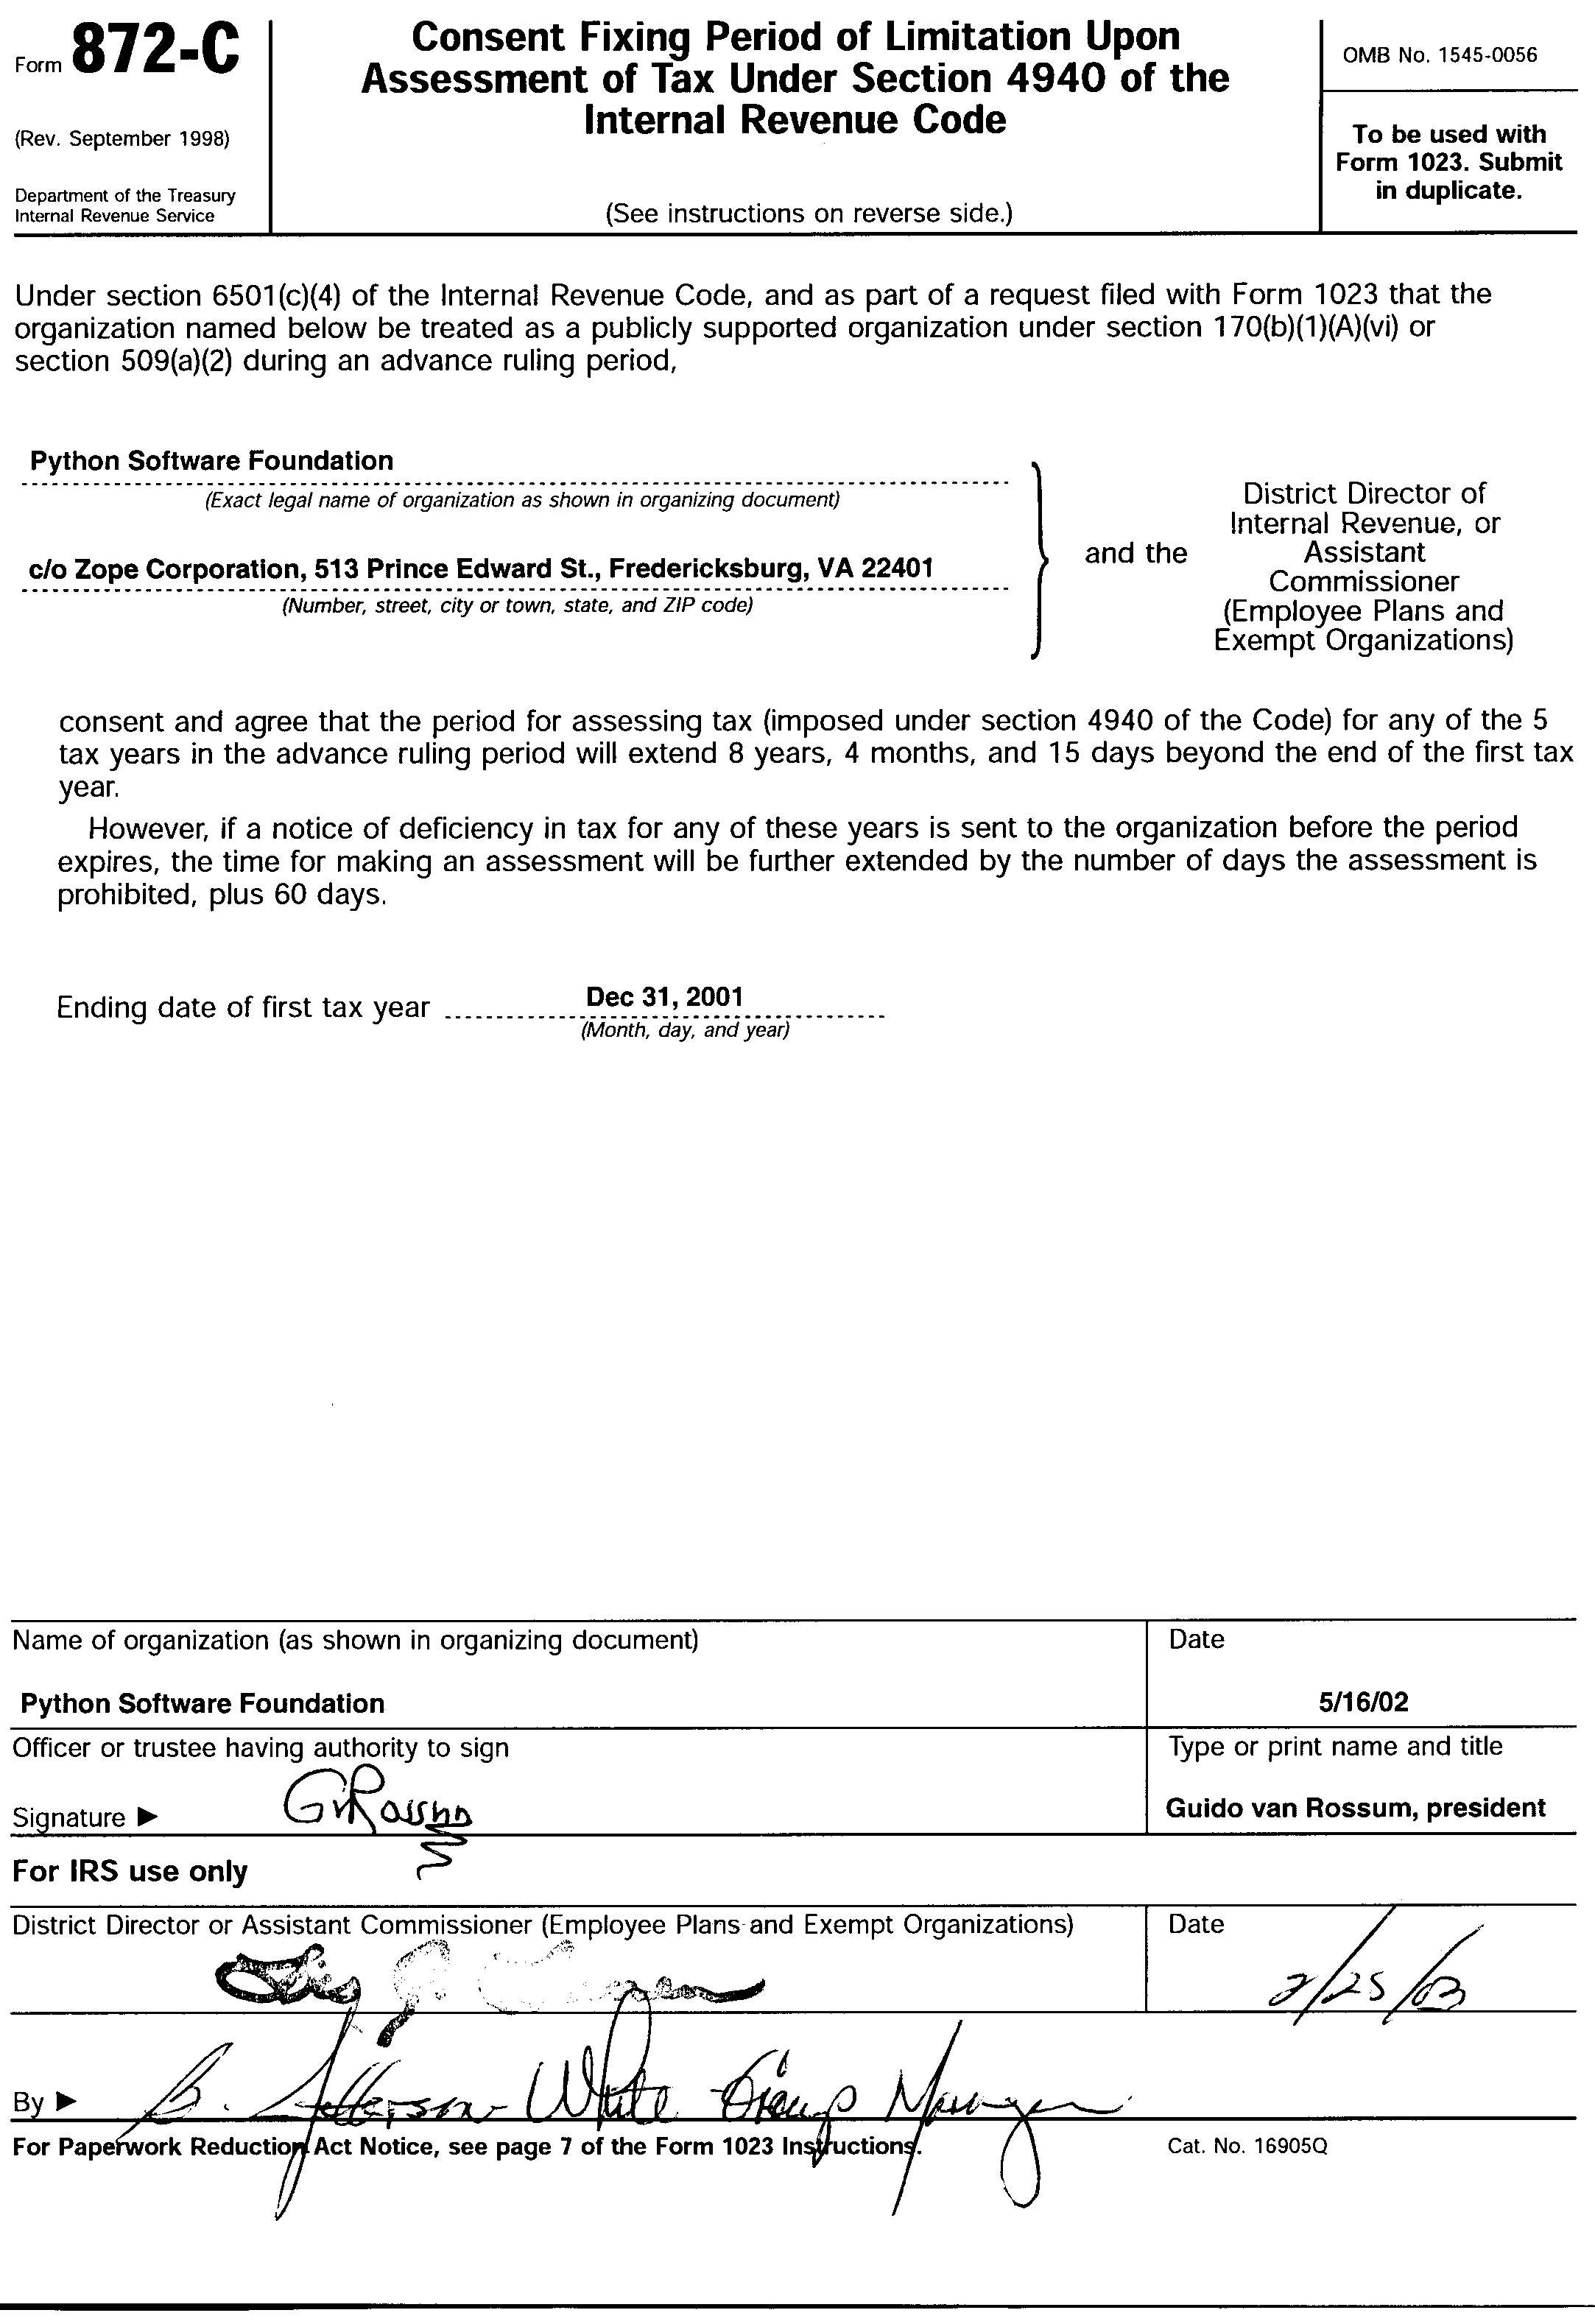 Form 872-C
(Rev. September 1998)
Department of the Treasury
Internal Revenue Service
Consent Fixing Period of Limitation Upon
Assessment of Tax Under Section 4940 of the
Internal Revenue Code
(See instructions on reverse side.)
OMB No. 1545-0056
To be used with
Form 1023. Submit
in duplicate.
Under section 6501(c)(4) of the Internal Revenue Code, and as part of a request filed with Form 1023 that the
organization named below be treated as a publicly supported organization under section 170(b)(1)(A)(vi) or
section 509(a)(2) during an advance ruling period,
Python Software Foundation
(Exact legal name of organization as shown in organizing document)
c/o Zope Corporation, 513 Prince Edward St., Fredericksburg, VA 22401
(Number, street, city or town, state, and ZIP code)
and the
District Director of
Internal Revenue, or
Assistant
Commissioner
(Employee Plans and
Exempt Organizations)
consent and agree that the period for assessing tax (imposed under section 4940 of the Code) for any of the 5
tax years in the advance ruling period will extend 8 years, 4 months, and 15 days beyond the end of the first tax
year.
However, if a notice of deficiency in tax for any of these years is sent to the organization before the period
expires, the time for making an assessment will be further extended by the number of days the assessment is
prohibited, plus 60 days.
Ending date of first tax year Dec 31, 2001
(Month, day, and year)
Name of organization (as shown in organizing document)
Python Software Foundation
Date
5/16/02
Officer or trustee having authority to sign
Signature ► GvRossum
Type or print name and title
Guido van Rossum, president
For IRS use only
District Director or Assistant Commissioner (Employee Plans and Exempt Organizations)
Date
2/25/03
By ► B. Jefferson-White Group Manager
For Paperwork Reduction Act Notice, see page 7 of the Form 1023 Instructions.
Cat. No. 16905Q